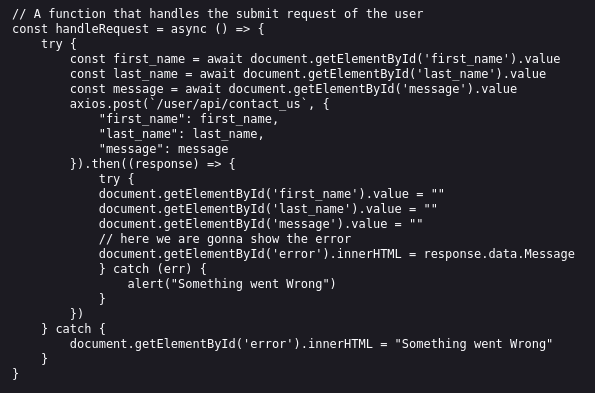 // A function that handles the submit request of the user
const handleRequest = async () => {
    try {
        const first_name = await document.getElementById('first_name').value
        const last_name = await document.getElementById('last_name').value
        const message = await document.getElementById('message').value
        axios.post(`/user/api/contact_us`, {
            "first_name": first_name,
            "last_name": last_name,
            "message": message
        }).then((response) => {
            try {
            document.getElementById('first_name').value = ""
            document.getElementById('last_name').value = ""
            document.getElementById('message').value = ""
            // here we are gonna show the error
            document.getElementById('error').innerHTML = response.data.Message
            } catch (err) {
                alert("Something went Wrong")
            }
        })
    } catch {
        document.getElementById('error').innerHTML = "Something went Wrong"
    }
}